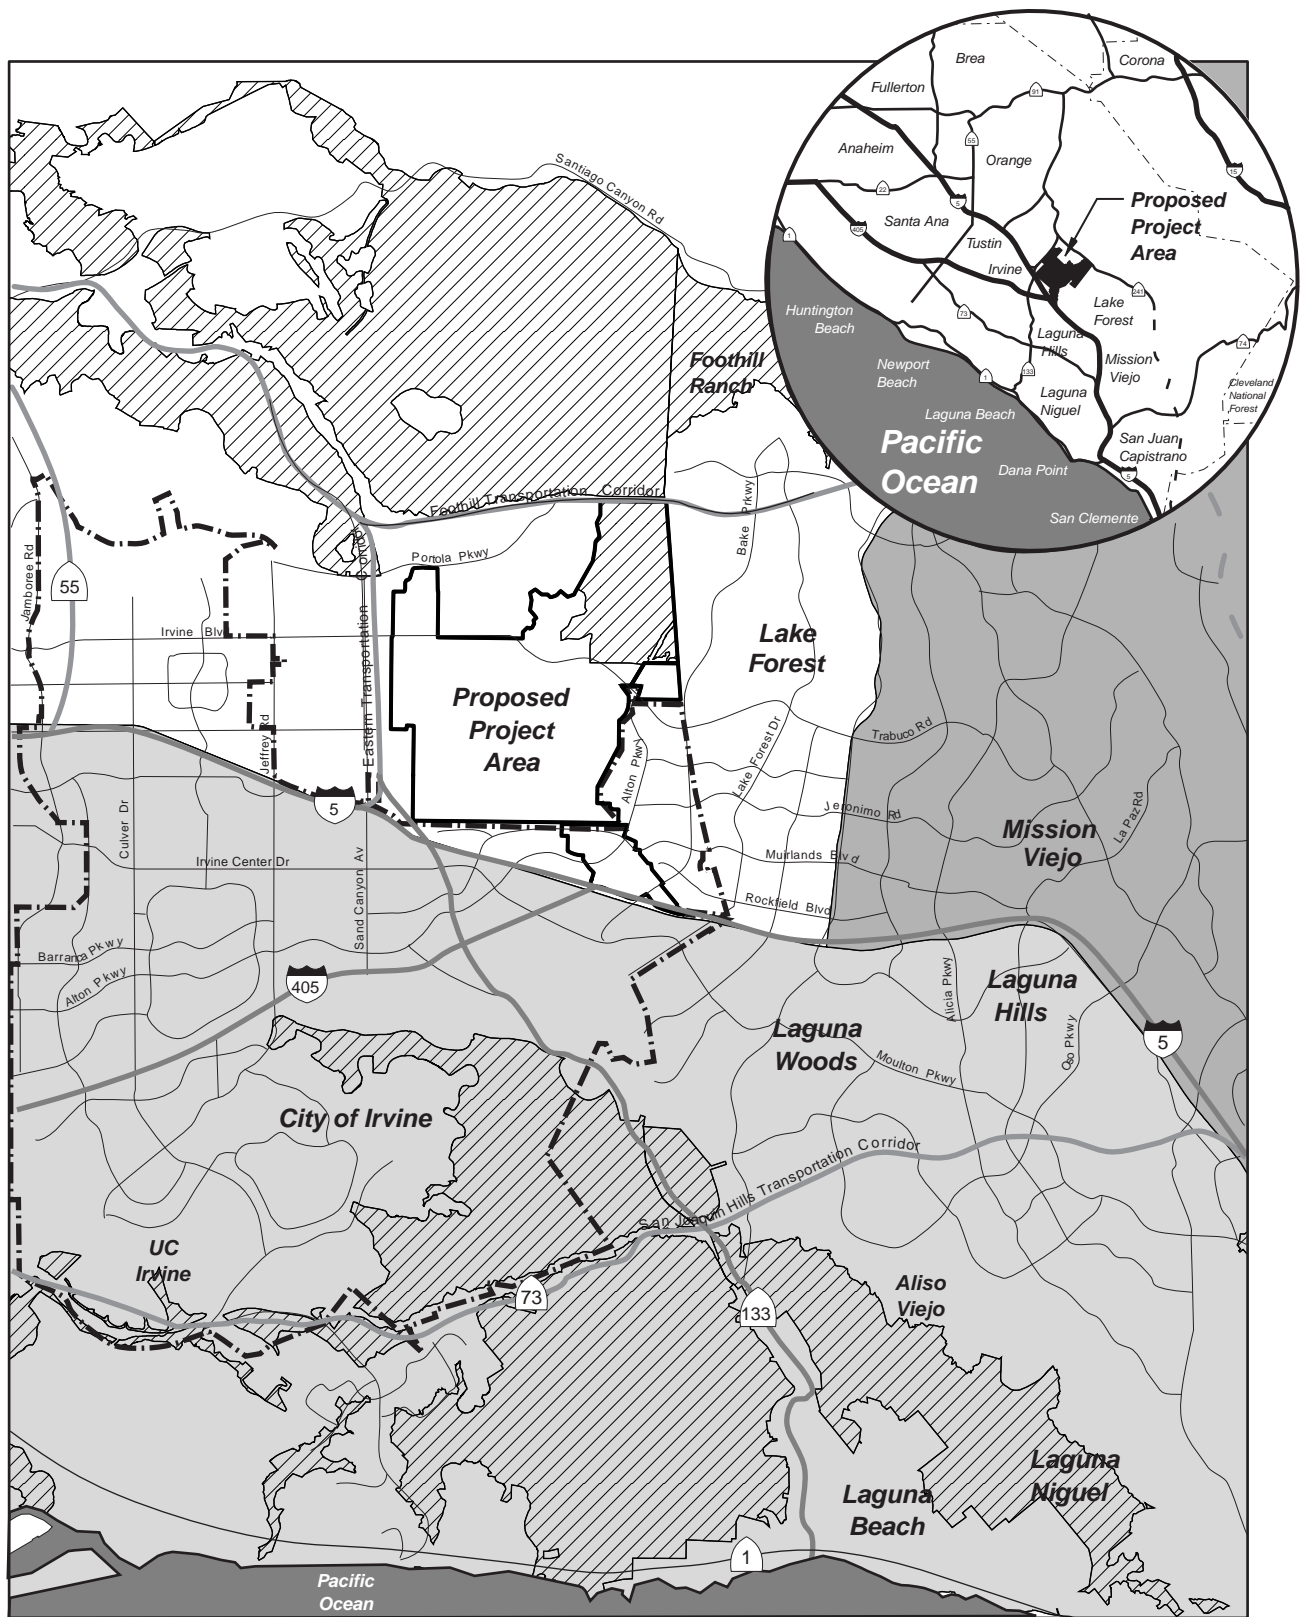 Brea
Corona
Fullerton
91
55
Anaheim
Orange
15
22
5
Proposed
Project
Area
Santa Ana
405
1
Tustin
Irvine
241
Lake
Forest
73
Huntington
Beach
Laguna
Hills
74
Mission
Viejo
133
Newport
Beach
1
Cleveland
National
Forest
Laguna
Niguel
Laguna Beach
San Juan
Capistrano
Pacific
Ocean
Dana Point
5
San Clemente
Santiago Canyon Rd
Foothill
Ranch
Foothill Transportation Corridor
Bake Prkwy
Portola Pkwy
Jamboree Rd
55
Irvine Blv
Eastern Transportation
Corridor
Lake
Forest
Proposed
Project
Area
Jeffrey Rd
Alton Pkwy
Lake Forest Dr
Trabuco Rd
5
Culver Dr
Jeronimo Rd
La Paz Rd
Mission
Viejo
Irvine Center Dr
Muirlands Blvd
Sand Canyon Av
Rockfield Blvd
Barranca Pkwy
Alton Pkwy
405
Alicia Pkwy
Laguna
Hills
Laguna
Woods
Oso Pkwy
5
Moulton Pkwy
City of Irvine
San Joaquin Hills Transportation Corridor
UC
Irvine
73
133
Aliso
Viejo
Laguna
Niguel
Laguna
Beach
1
Pacific
Ocean